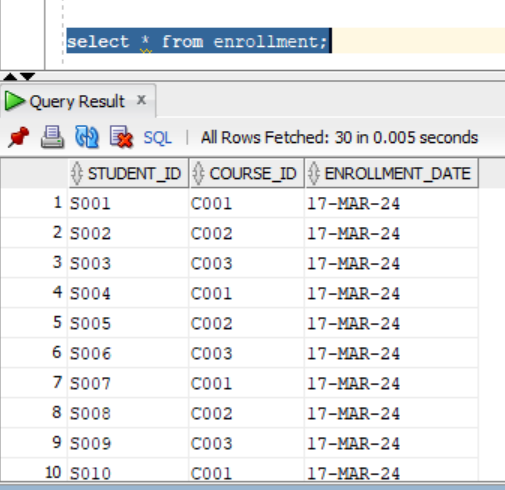 select * from enrollment;
Query Result x
SQL | All Rows Fetched: 30 in 0.005 seconds
STUDENT_ID COURSE_ID ENROLLMENT_DATE
1 S001 C001 17-MAR-24
2 S002 C002 17-MAR-24
3 S003 C003 17-MAR-24
4 S004 C001 17-MAR-24
5 S005 C002 17-MAR-24
6 S006 C003 17-MAR-24
7 S007 C001 17-MAR-24
8 S008 C002 17-MAR-24
9 S009 C003 17-MAR-24
10 S010 C001 17-MAR-24